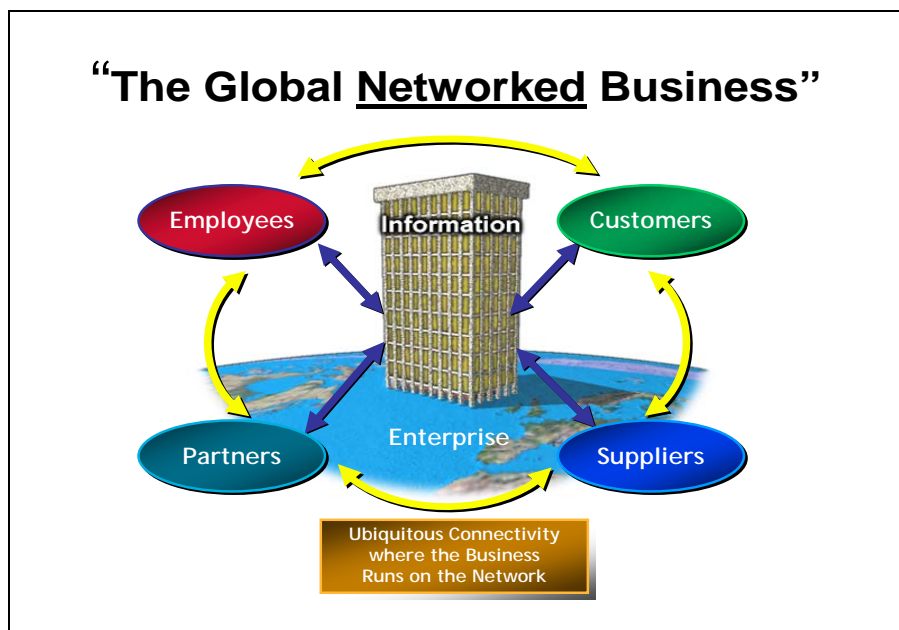 “The Global Networked Business”
Employees
Information
Customers
Partners
Enterprise
Suppliers
Ubiquitous Connectivity
where the Business
Runs on the Network